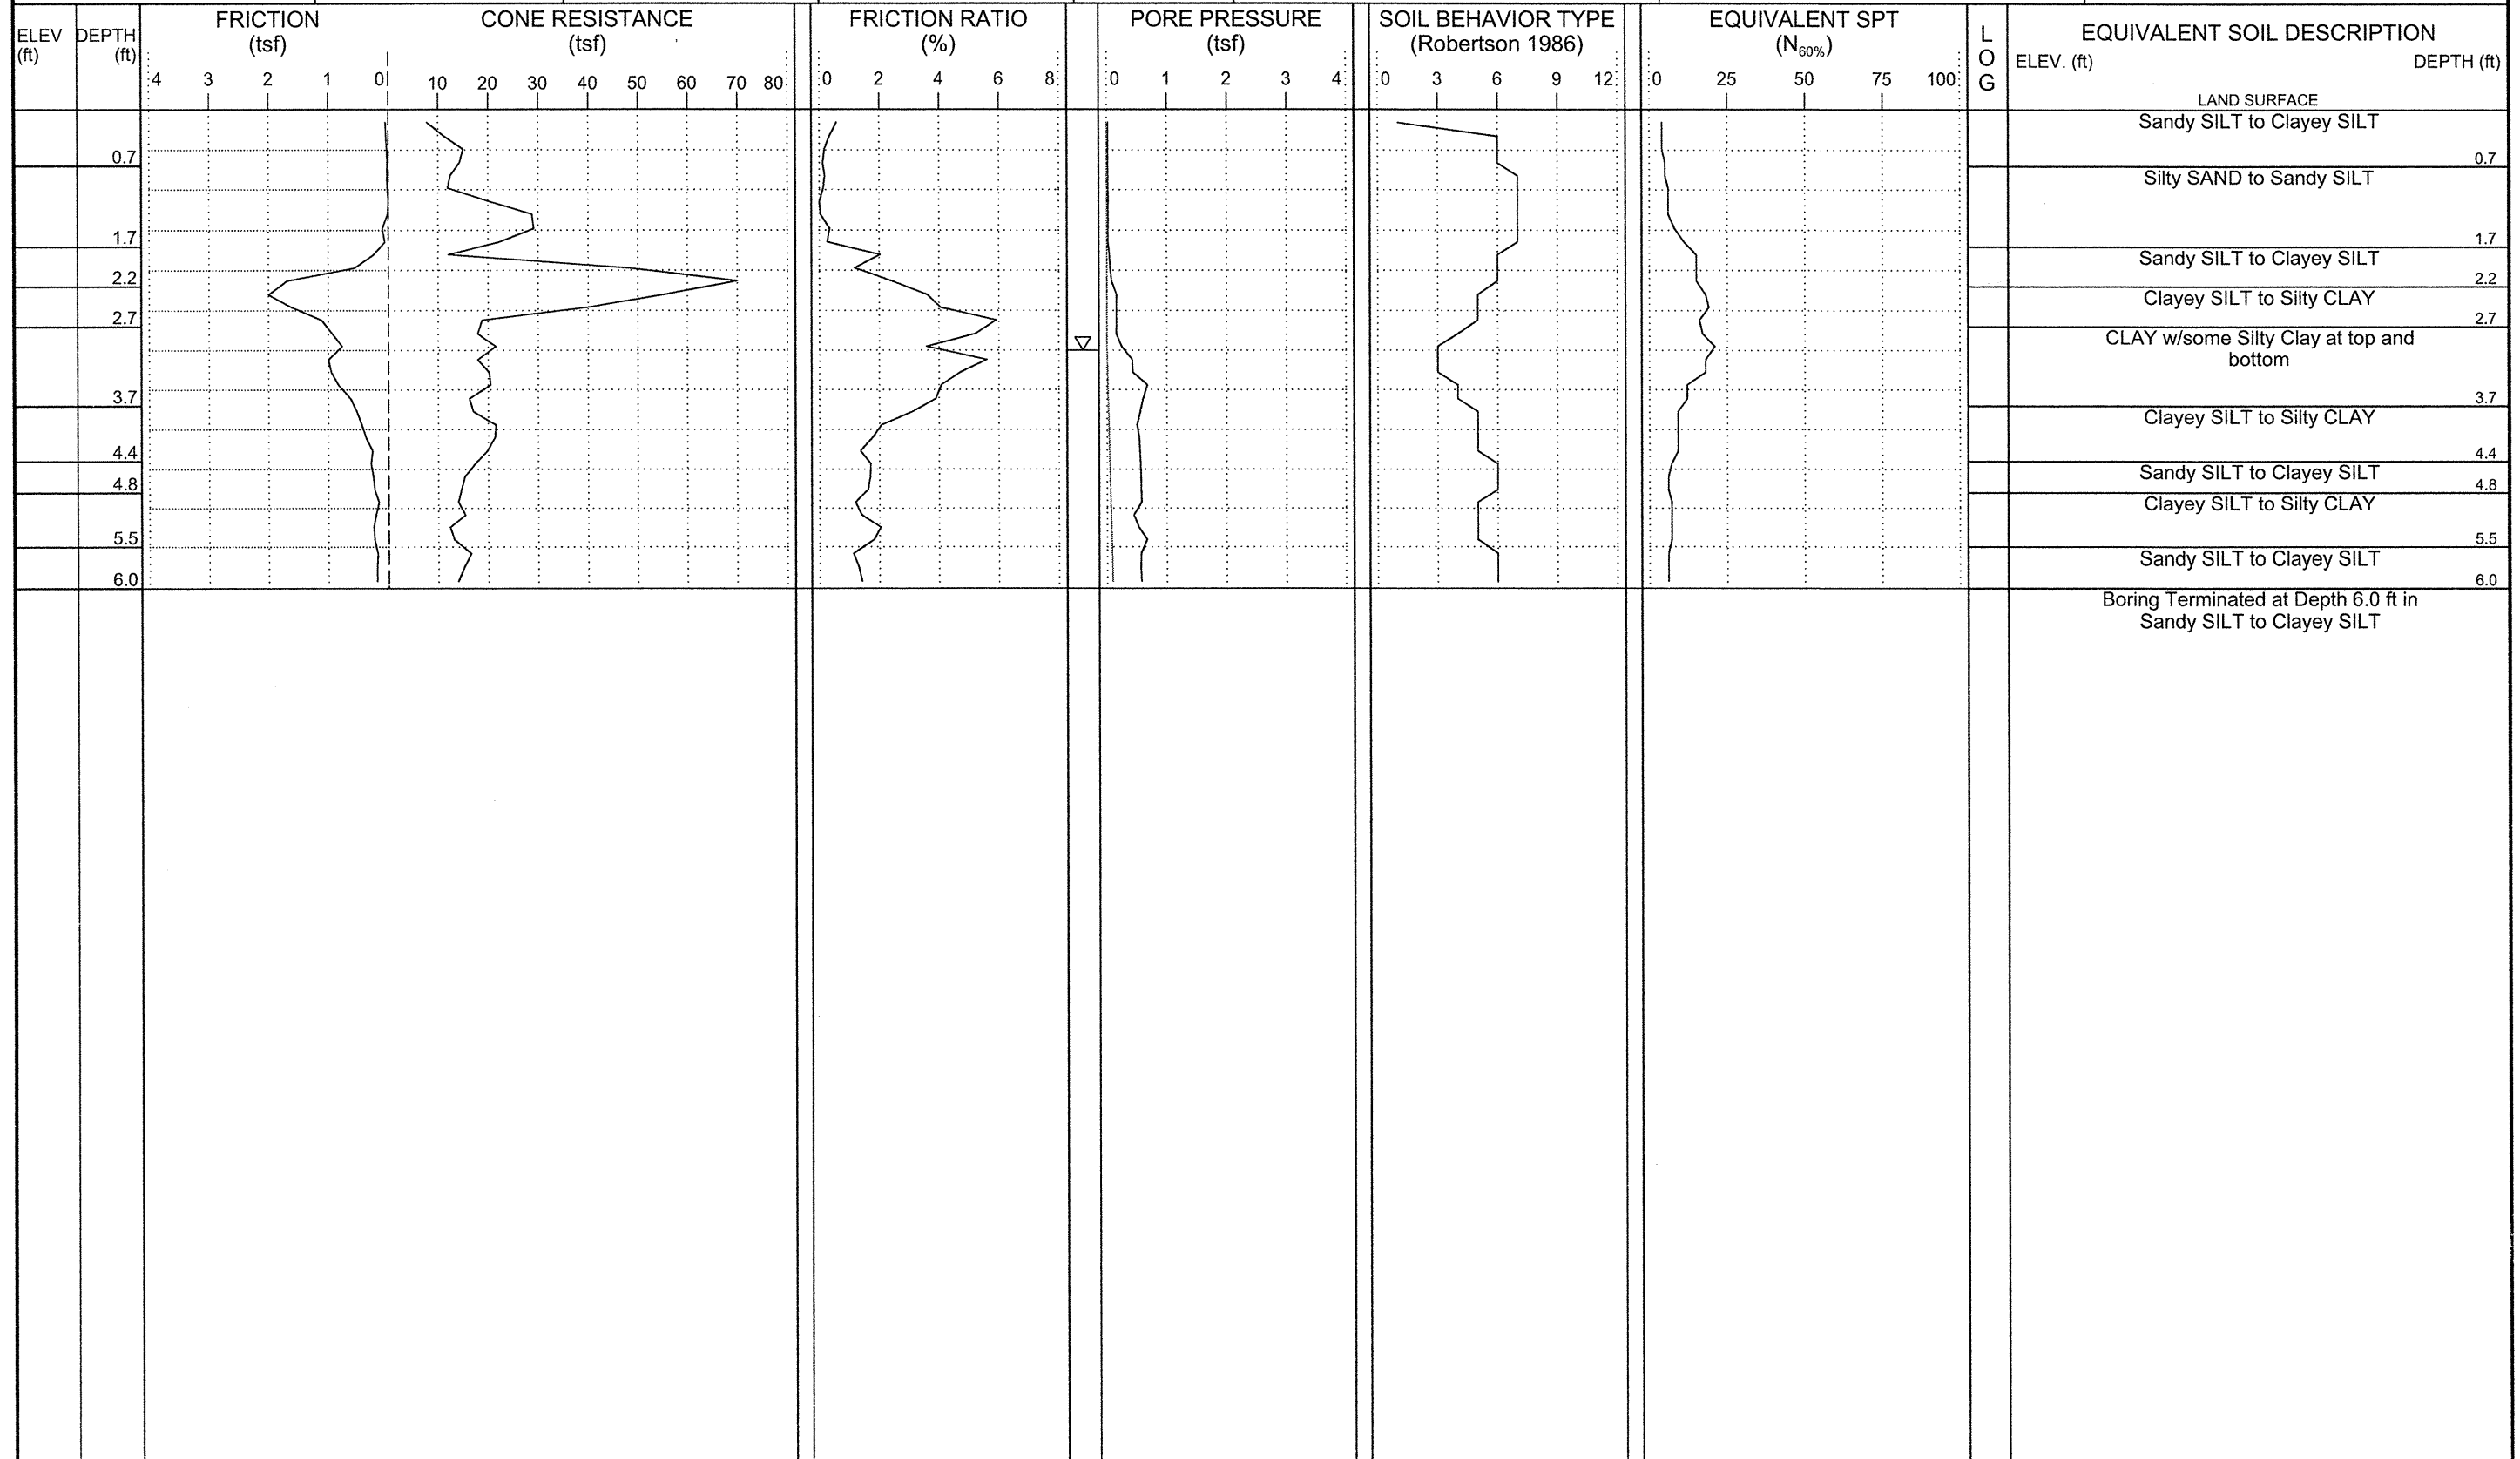 FRICTION CONE RESISTANCE FRICTION RATIO PORE PRESSURE SOIL BEHAVIOR TYPE EQUIVALENT SPT
ELEV DEPTH (tsf) (tsf) (%) (tsf) (Robertson 1986) (N60%) L EQUIVALENT SOIL DESCRIPTION
(ft) (ft) O ELEV. (ft) DEPTH (ft)
4 3 2 1 0 10 20 30 40 50 60 70 80 0 2 4 6 8 0 1 2 3 4 0 3 6 9 12 0 25 50 75 100 G
LAND SURFACE
Sandy SILT to Clayey SILT
0.7 0.7
Silty SAND to Sandy SILT
1.7 1.7
Sandy SILT to Clayey SILT
2.2 2.2
Clayey SILT to Silty CLAY
2.7 2.7
CLAY w/some Silty Clay at top and
bottom
3.7 3.7
Clayey SILT to Silty CLAY
4.4 4.4
Sandy SILT to Clayey SILT
4.8 4.8
Clayey SILT to Silty CLAY
5.5 5.5
Sandy SILT to Clayey SILT
6.0 6.0
Boring Terminated at Depth 6.0 ft in
Sandy SILT to Clayey SILT